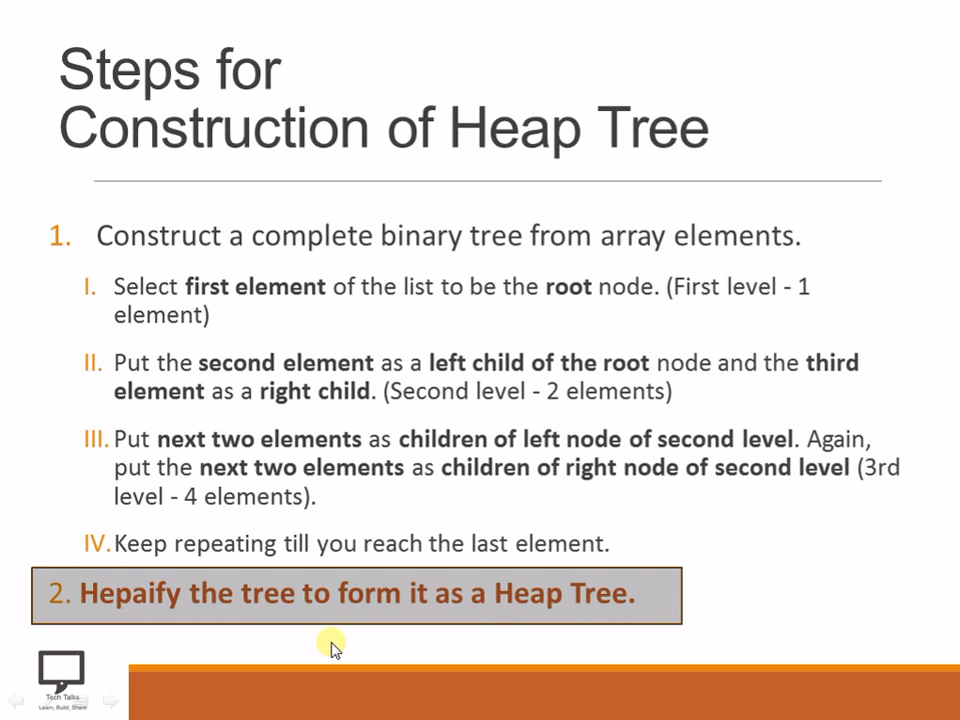 Steps for
Construction of Heap Tree
1. Construct a complete binary tree from array elements.
I. Select first element of the list to be the root node. (First level - 1
element)
II. Put the second element as a left child of the root node and the third
element as a right child. (Second level - 2 elements)
III. Put next two elements as children of left node of second level. Again,
put the next two elements as children of right node of second level (3rd
level - 4 elements).
IV. Keep repeating till you reach the last element.
2. Hepaify the tree to form it as a Heap Tree.
Tech Talks
Learn, Build, Share